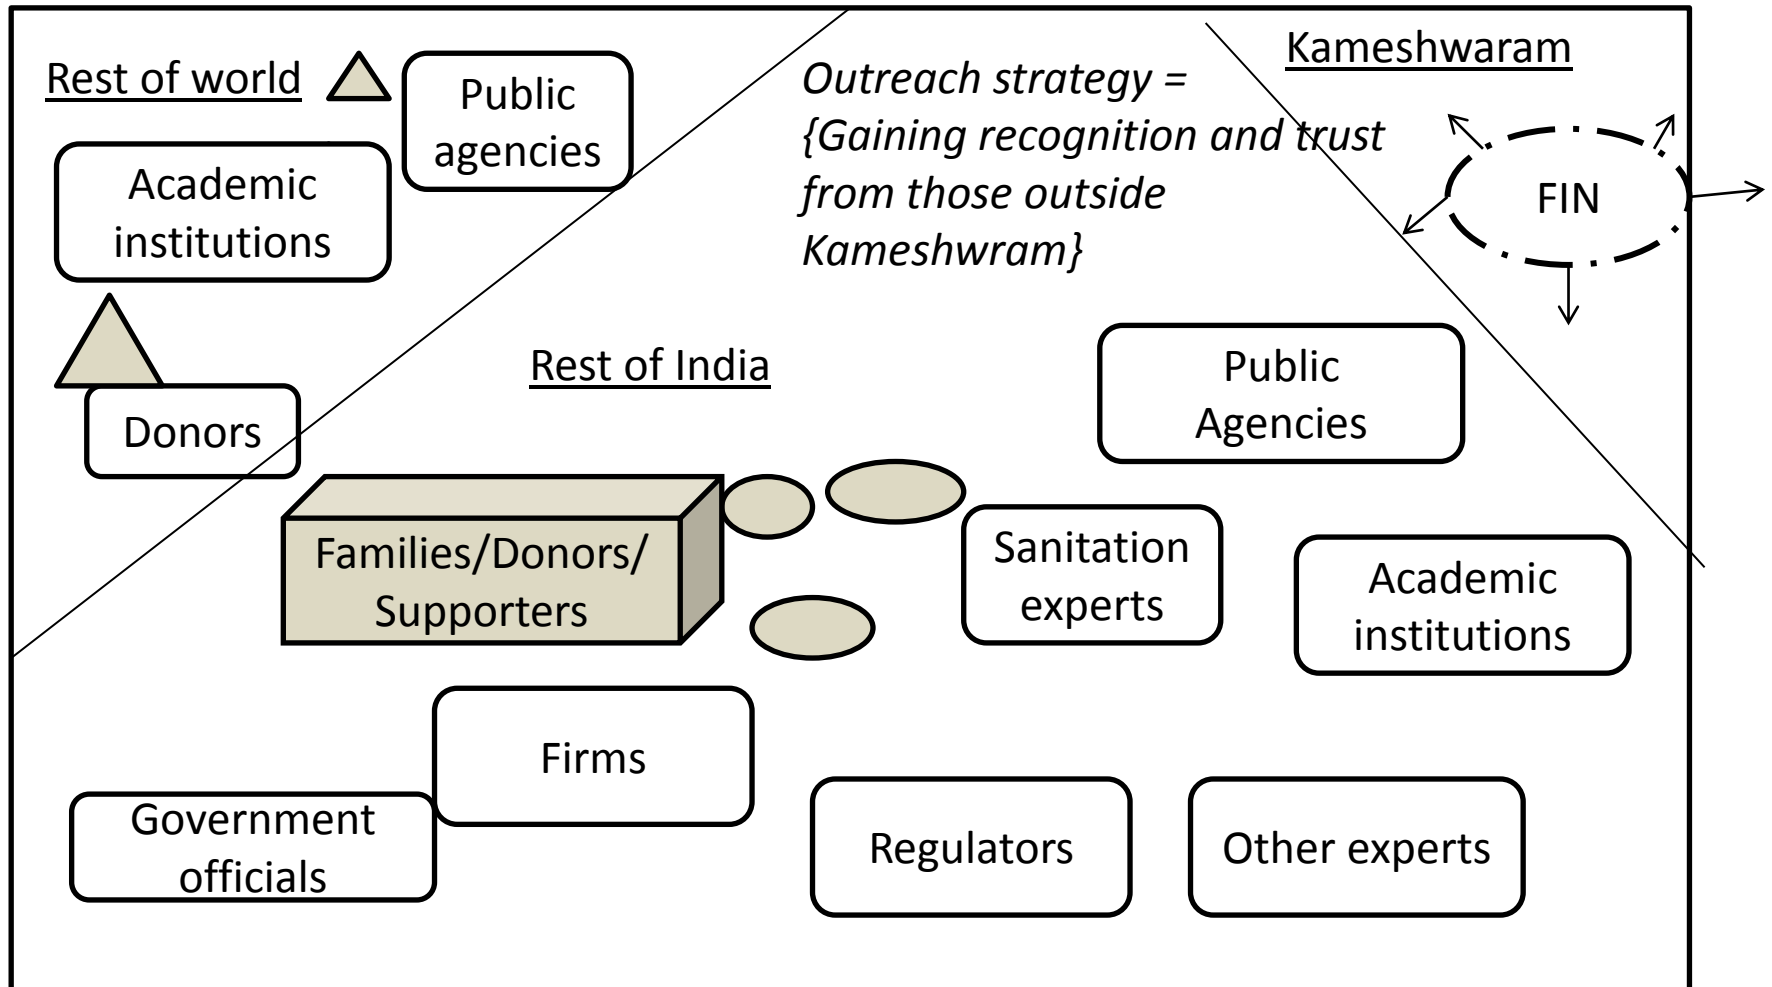 Rest of world
Public
agencies
Academic
institutions
Donors
Outreach strategy =
{Gaining recognition and trust
from those outside
Kameshwram}
Kameshwaram
FIN
Rest of India
Public
Agencies
Families/Donors/
Supporters
Sanitation
experts
Academic
institutions
Firms
Government
officials
Regulators
Other experts